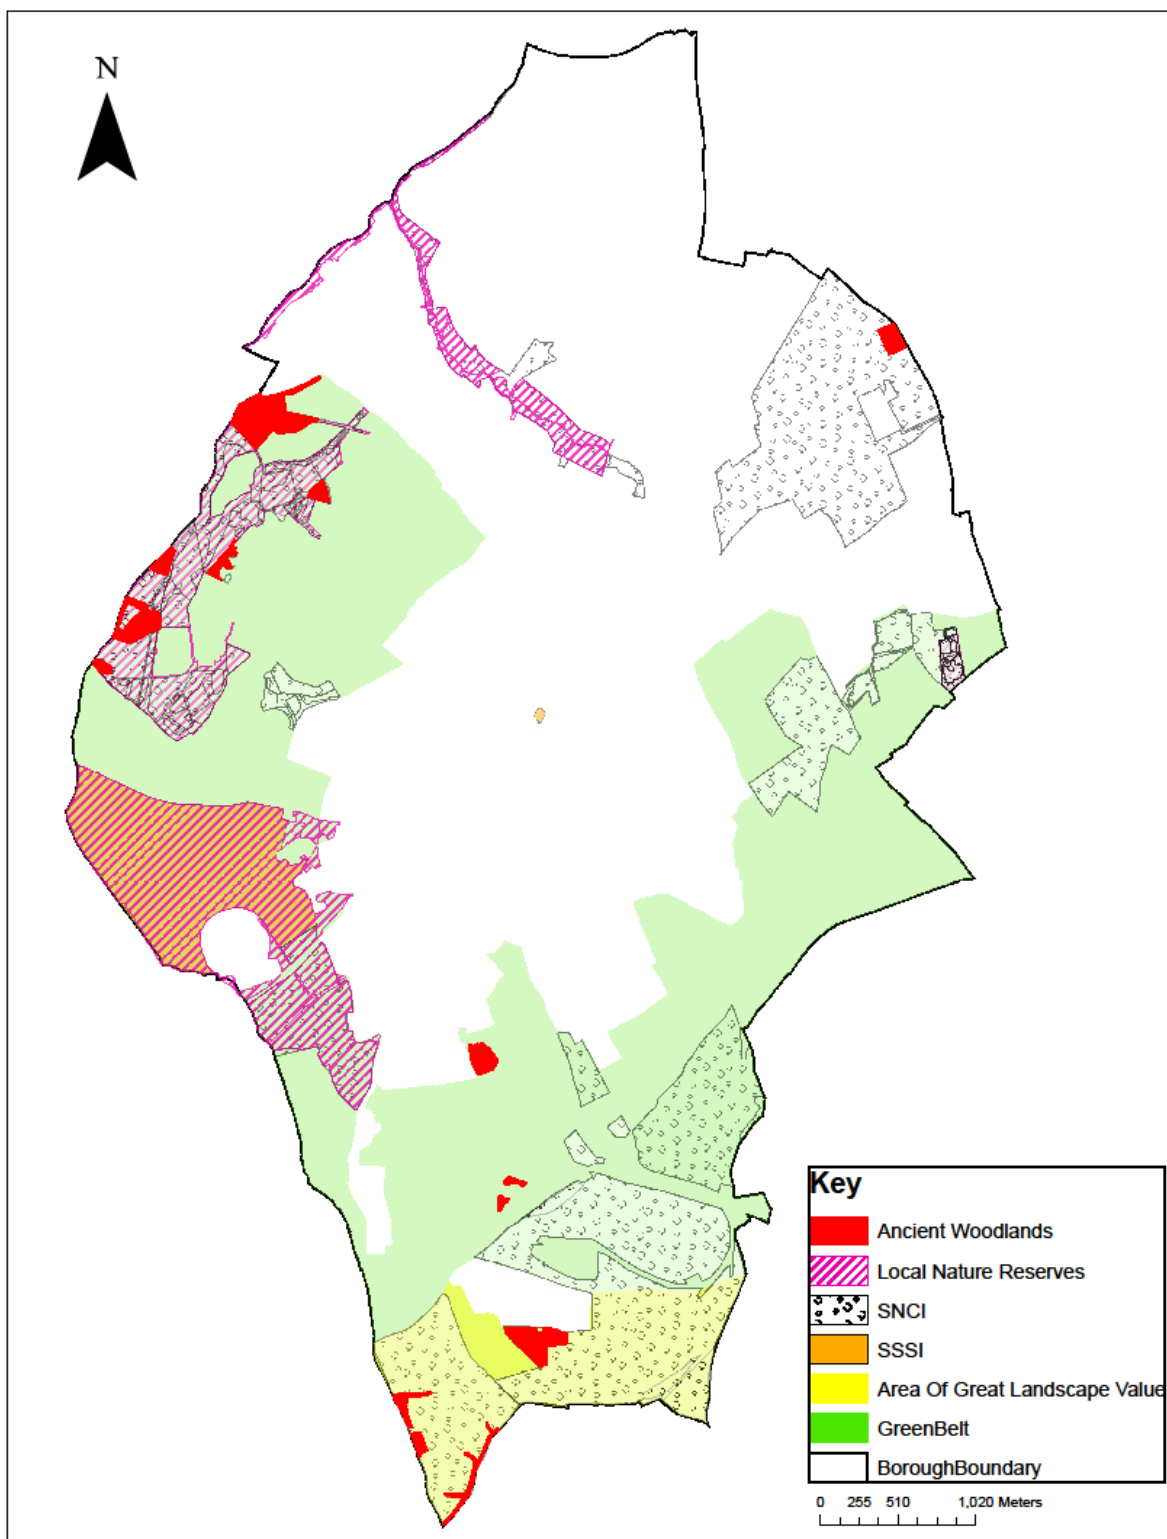 N
Key
Ancient Woodlands
Local Nature Reserves
SNCI
SSSI
Area Of Great Landscape Value
GreenBelt
BoroughBoundary
0 255 510 1,020 Meters